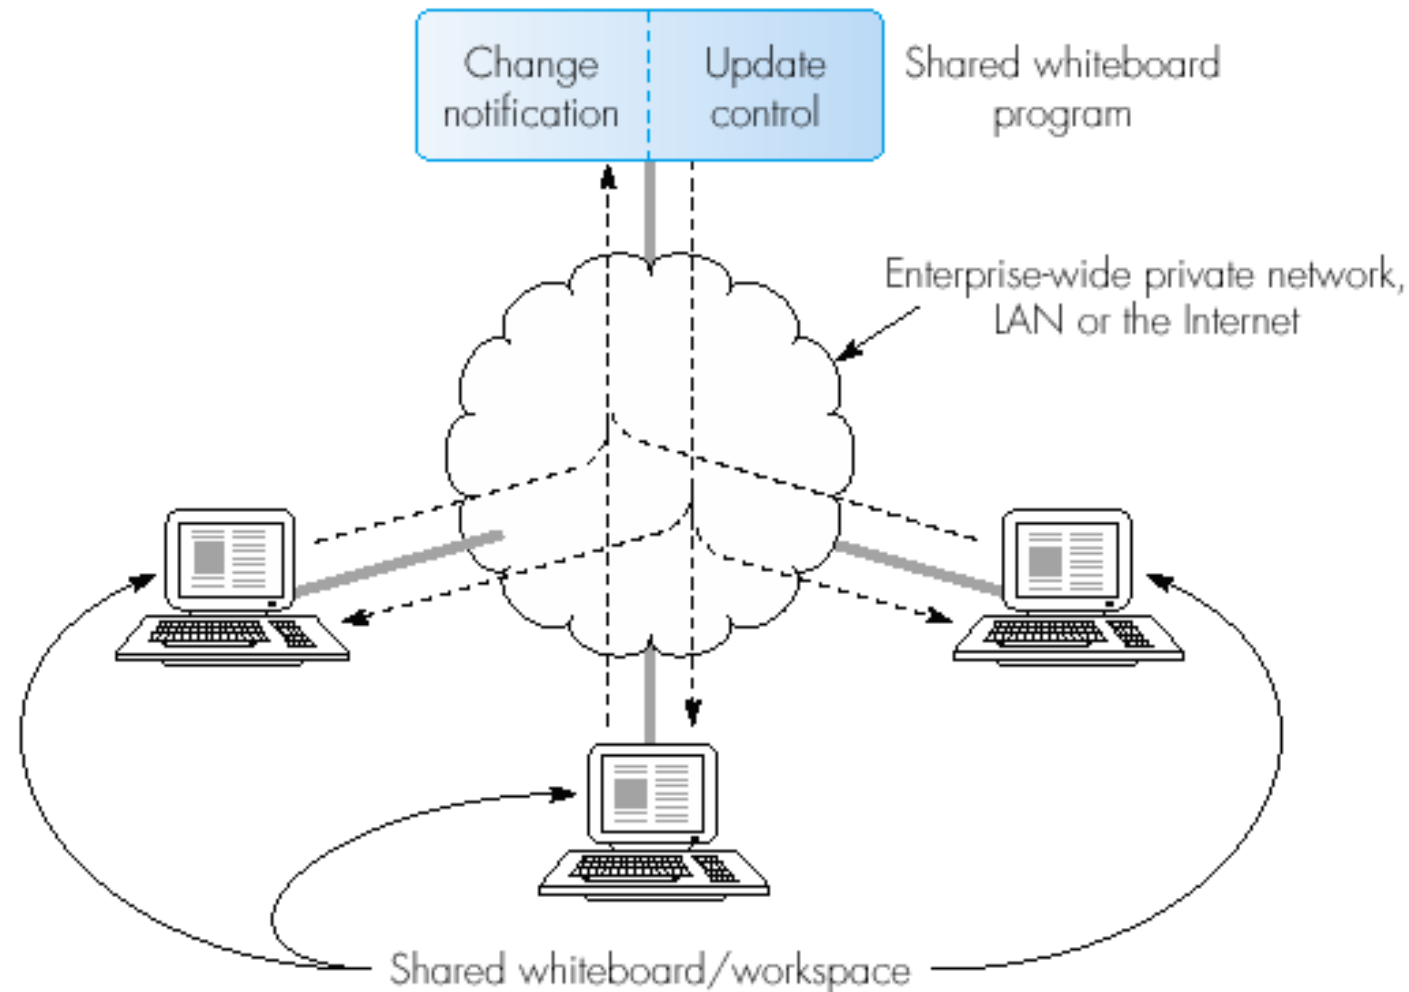 Change
notification
Update
control
Shared whiteboard
program
Enterprise-wide private network,
LAN or the Internet
Shared whiteboard/workspace